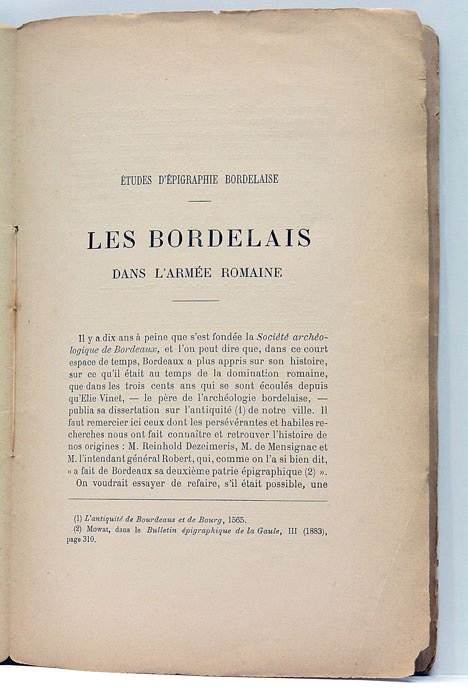 ÉTUDES D'ÉPIGRAPHIE BORDELAISE
LES BORDELAIS
DANS L'ARMÉE ROMAINE
Il y a dix ans à peine que s'est fondée la Société archéo-
logique de Bordeaux, et l'on peut dire que, dans ce court
espace de temps, Bordeaux a plus appris sur son histoire,
sur ce qu'il était au temps de la domination romaine,
que dans les trois cents ans qui se sont écoulés depuis
qu'Elie Vinet, — le père de l'archéologie bordelaise, —
publia sa dissertation sur l'antiquité (1) de notre ville. Il
faut remercier ici ceux dont les persévérantes et habiles re-
cherches nous ont fait connaître et retrouver l'histoire de
nos origines : M. Reinhold Dezeimeris, M. de Mensignac et
M. l'intendant général Robert, qui, comme on l'a si bien dit,
« a fait de Bordeaux sa deuxième patrie épigraphique (2) ».
On voudrait essayer de refaire, s'il était possible, une
(1) L'antiquité de Bourdeaus et de Bourg, 1565.
(2) Mowat, dans le Bulletin épigraphique de la Gaule, III (1883),
page 310.